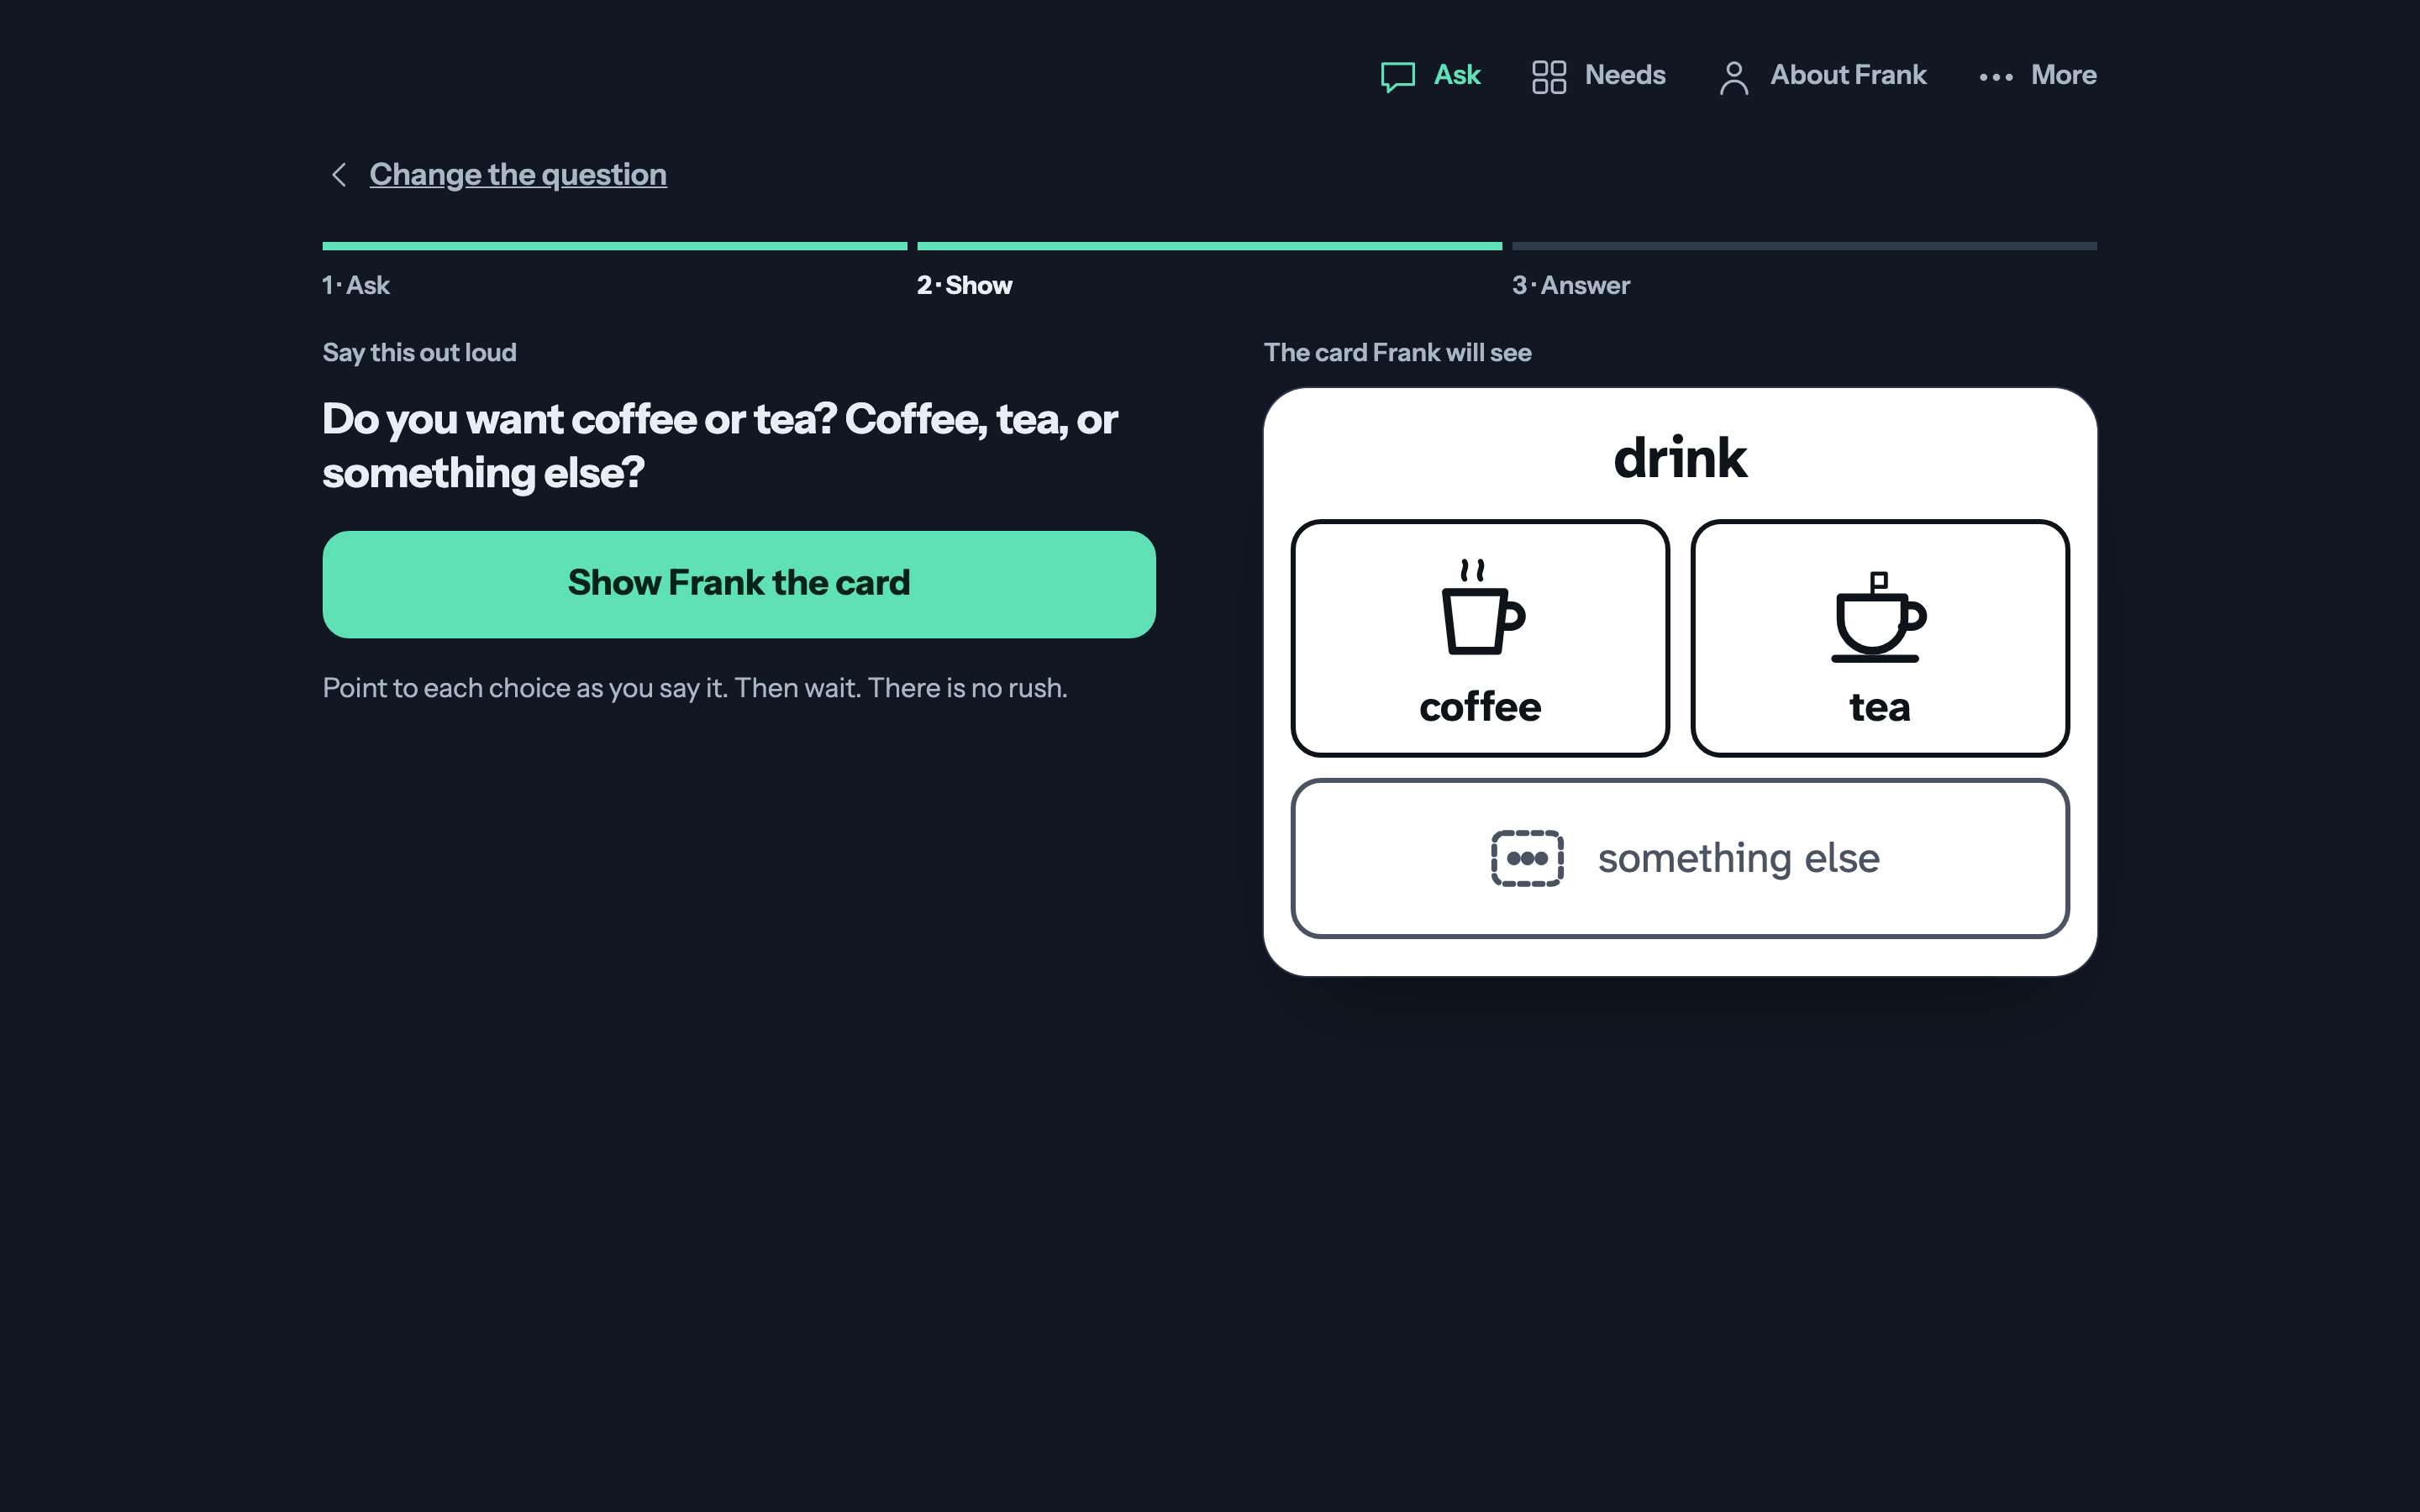 Ask
Needs
About Frank
More
Change the question
1 · Ask
2 · Show
3 · Answer
Say this out loud
Do you want coffee or tea? Coffee, tea, or
something else?
Show Frank the card
Point to each choice as you say it. Then wait. There is no rush.
The card Frank will see
drink
coffee
tea
something else